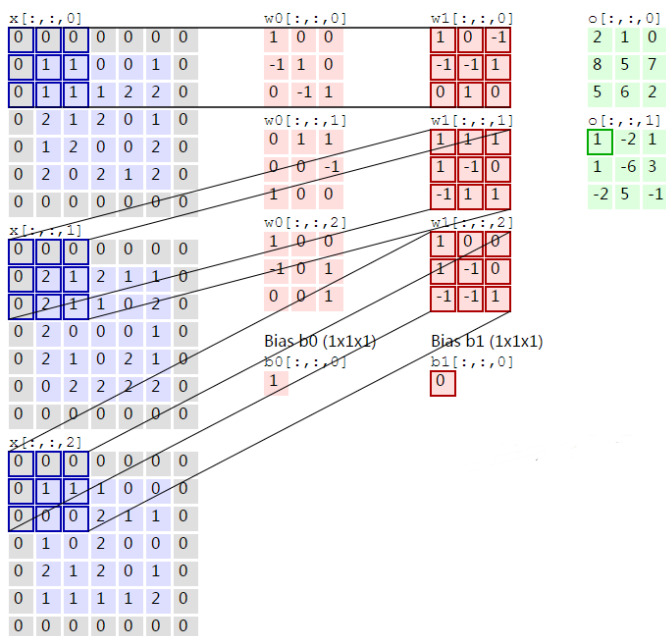 x[:,:,0]
0 0 0 0 0 0 0
0 1 1 0 0 1 0
0 1 1 1 2 2 0
0 2 1 2 0 1 0
0 1 2 0 0 2 0
0 2 0 2 1 2 0
0 0 0 0 0 0 0
x[:,:,1]
0 0 0 0 0 0 0
0 2 1 2 1 1 0
0 2 1 1 0 2 0
0 2 0 0 0 1 0
0 2 1 0 2 1 0
0 0 2 2 2 2 0
0 0 0 0 0 0 0
x[:,:,2]
0 0 0 0 0 0 0
0 1 1 1 0 0 0
0 0 0 2 1 1 0
0 1 0 2 0 0 0
0 2 1 2 0 1 0
0 1 1 1 1 2 0
0 0 0 0 0 0 0
w0[:,:,0]
1 0 0
-1 1 0
0 -1 1
w0[:,:,1]
0 1 1
0 0 -1
1 0 0
w0[:,:,2]
1 0 0
-1 0 1
0 0 1
Bias b0 (1x1x1)
b0[:,:,0]
1
w1[:,:,0]
1 0 -1
-1 -1 1
0 1 0
w1[:,:,1]
1 1 1
1 -1 0
-1 1 1
w1[:,:,2]
1 0 0
1 -1 0
-1 -1 1
Bias b1 (1x1x1)
b1[:,:,0]
0
o[:,:,0]
2 1 0
8 5 7
5 6 2
o[:,:,1]
1 -2 1
1 -6 3
-2 5 -1